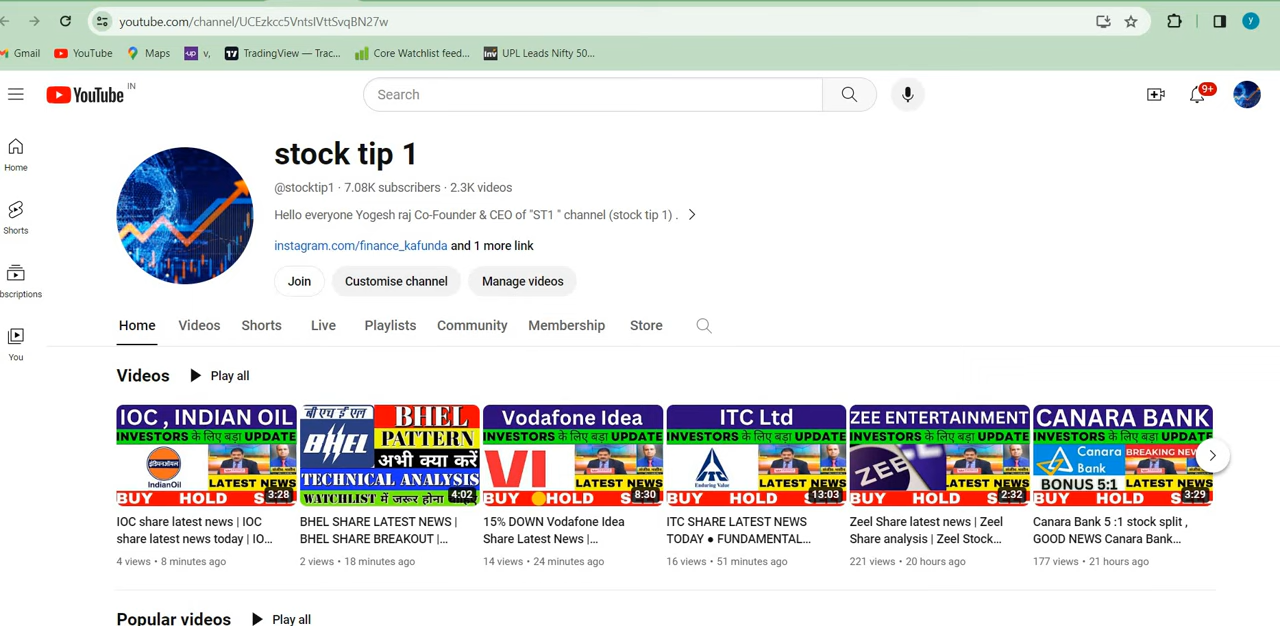 youtube.com/channel/UCEzkcc5VntsIVttSvqBN27w
Gmail YouTube Maps v, TradingView — Trac... Core Watchlist feed... UPL Leads Nifty 50...
YouTube IN
Search
9+
Home
Shorts
bscriptions
You
stock tip 1
@stocktip1 · 7.08K subscribers · 2.3K videos
Hello everyone Yogesh raj Co-Founder & CEO of "ST1 " channel (stock tip 1) .
instagram.com/finance_kafunda and 1 more link
Join Customise channel Manage videos
Home Videos Shorts Live Playlists Community Membership Store
Videos Play all
IOC , INDIAN OIL
INVESTORS के लिए बड़ा UPDATE
इंडियनऑयल
IndianOil
LATEST NEWS
BUY HOLD S
3:28
IOC share latest news | IOC
share latest news today | IO...
4 views • 8 minutes ago
बी एच ई एल
BHEL
BHEL
PATTERN
अभी क्या करें
TECHNICAL ANALYSIS
WATCHLIST में जरूर होना
4:02
BHEL SHARE LATEST NEWS |
BHEL SHARE BREAKOUT |...
2 views • 18 minutes ago
Vodafone Idea
INVESTORS के लिए बड़ा UPDATE
VI
LATEST NEWS
BUY HOLD
8:30
15% DOWN Vodafone Idea
Share Latest News |...
14 views • 24 minutes ago
ITC Ltd
INVESTORS के लिए बड़ा UPDATE
Enduring Value
LATEST NEWS
BUY HOLD
13:03
ITC SHARE LATEST NEWS
TODAY ● FUNDAMENTAL...
16 views • 51 minutes ago
ZEE ENTERTAINMENT
INVESTORS के लिए बड़ा UPDATE
ZEE
LATEST NEWS
BUY HOLD S
2:32
Zeel Share latest news | Zeel
Share analysis | Zeel Stock...
221 views • 20 hours ago
CANARA BANK
INVESTORS के लिए बड़ा UPDATE
Canara
Bank
BREAKING NEW
BONUS 5:1
LATEST NEWS
BUY HOLD S
3:29
Canara Bank 5 :1 stock split ,
GOOD NEWS Canara Bank...
177 views • 21 hours ago
Popular videos Play all